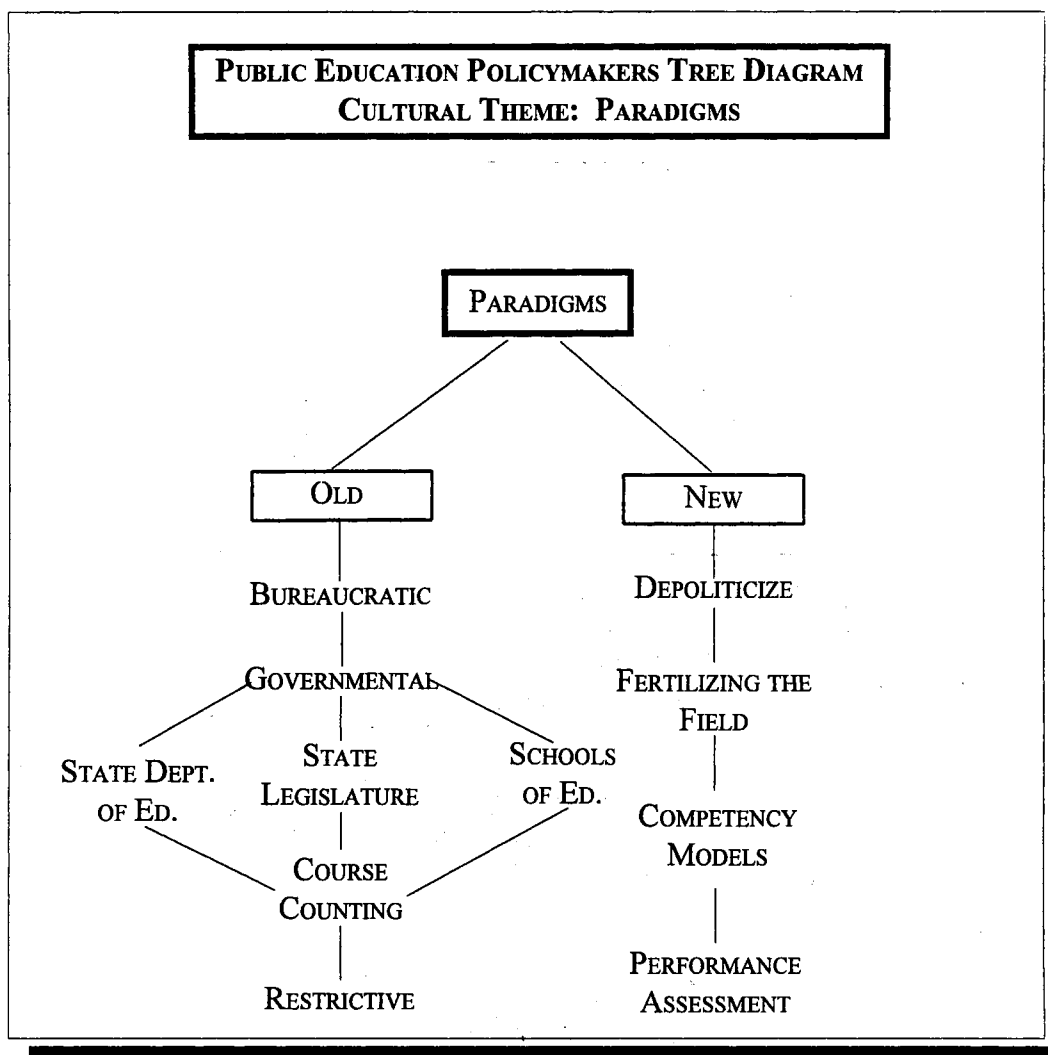 PUBLIC EDUCATION POLICYMAKERS TREE DIAGRAM
CULTURAL THEME: PARADIGMS
PARADIGMS
OLD
NEW
BUREAUCRATIC
DEPOLITICIZE
GOVERNMENTAL
FERTILIZING THE
FIELD
STATE DEPT.
OF ED.
STATE
LEGISLATURE
SCHOOLS
OF ED.
COMPETENCY
MODELS
COURSE
COUNTING
RESTRICTIVE
PERFORMANCE
ASSESSMENT